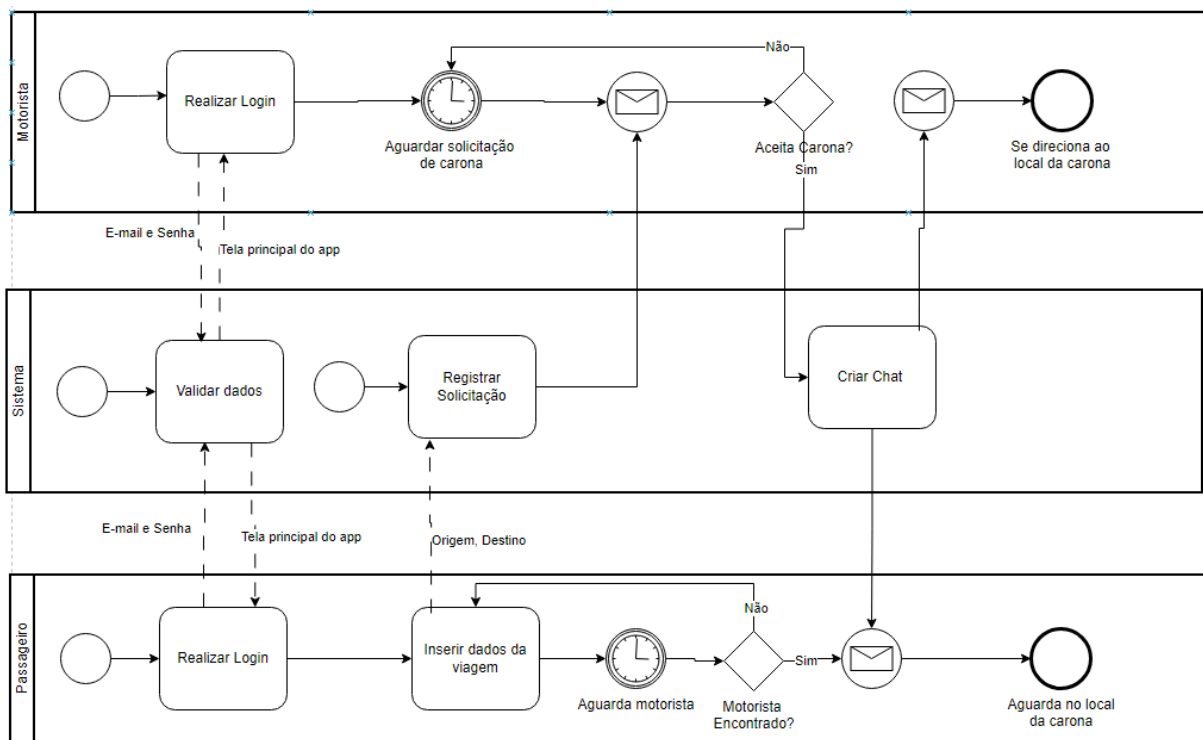 Motorista
Realizar Login
Aguardar solicitação
de carona
Não
Aceita Carona?
Sim
Se direciona ao
local da carona
E-mail e Senha
Tela principal do app
Sistema
Validar dados
Registrar
Solicitação
Criar Chat
E-mail e Senha
Tela principal do app
Origem, Destino
Passageiro
Realizar Login
Inserir dados da
viagem
Aguarda motorista
Não
Motorista
Encontrado?
Sim
Aguarda no local
da carona